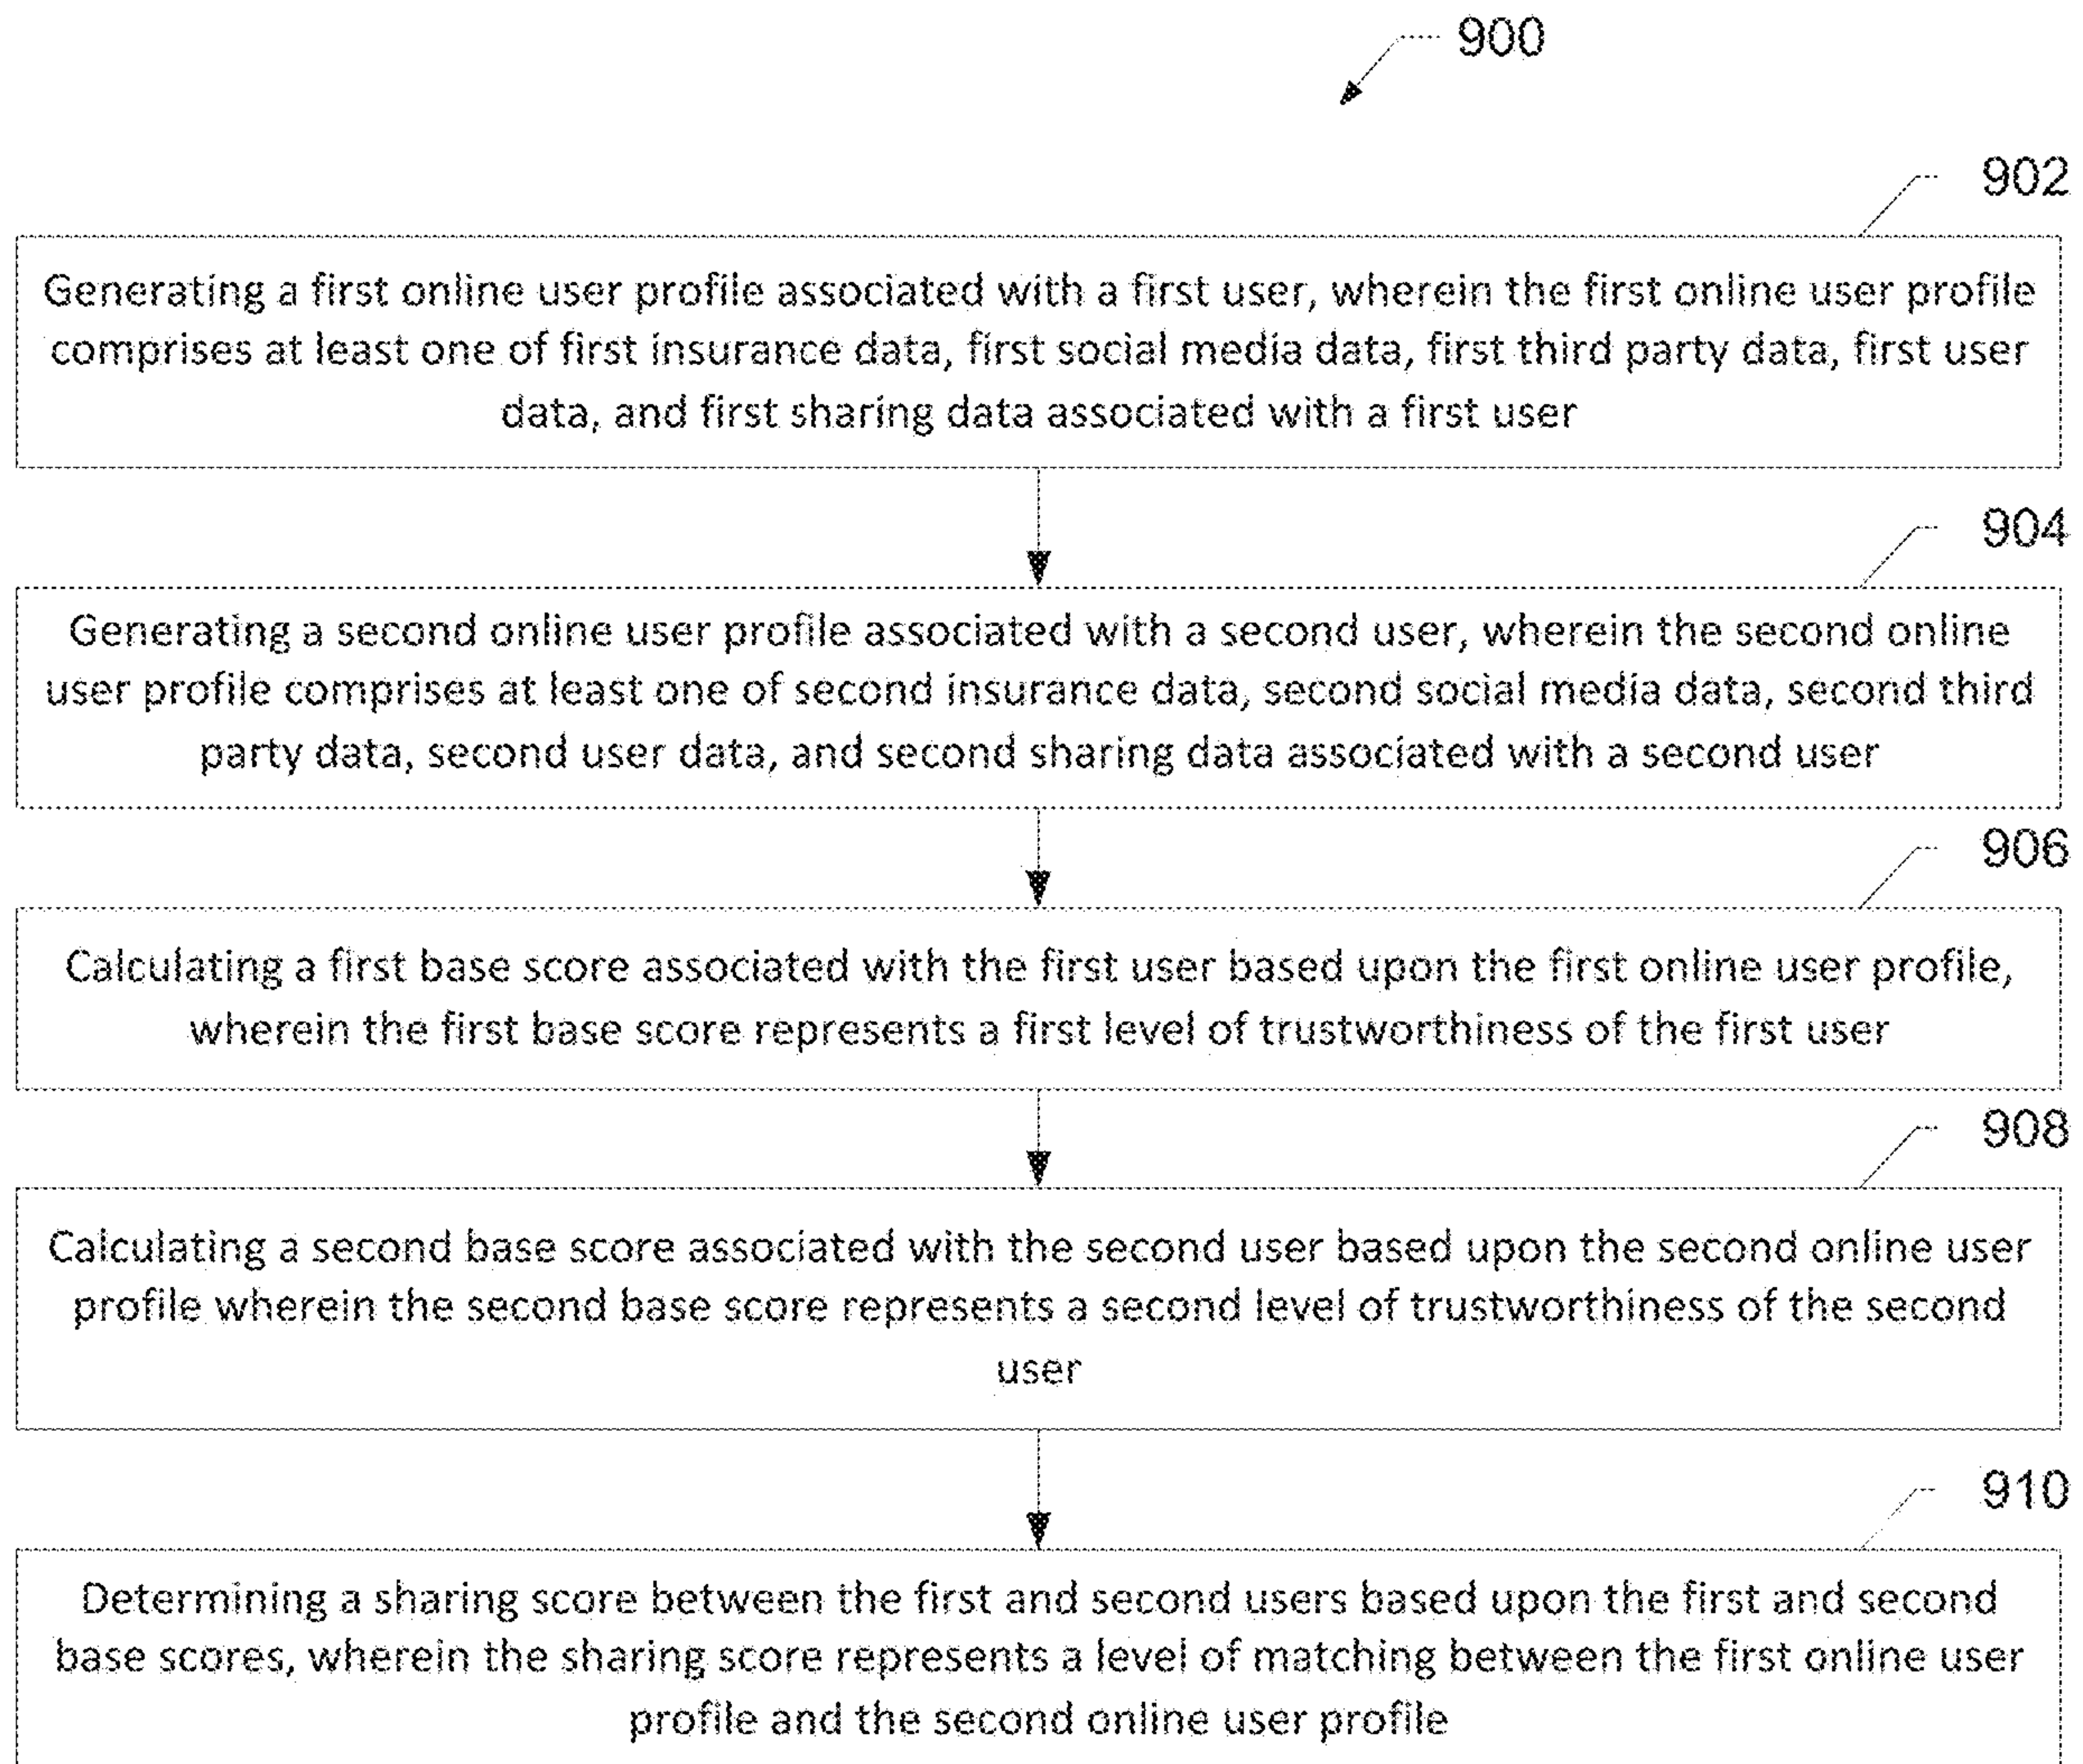 900
902
Generating a first online user profile associated with a first user, wherein the first online user profile
comprises at least one of first insurance data, first social media data, first third party data, first user
data, and first sharing data associated with a first user
904
Generating a second online user profile associated with a second user, wherein the second online
user profile comprises at least one of second insurance data, second social media data, second third
party data, second user data, and second sharing data associated with a second user
906
Calculating a first base score associated with the first user based upon the first online user profile,
wherein the first base score represents a first level of trustworthiness of the first user
908
Calculating a second base score associated with the second user based upon the second online user
profile wherein the second base score represents a second level of trustworthiness of the second
user
910
Determining a sharing score between the first and second users based upon the first and second
base scores, wherein the sharing score represents a level of matching between the first online user
profile and the second online user profile